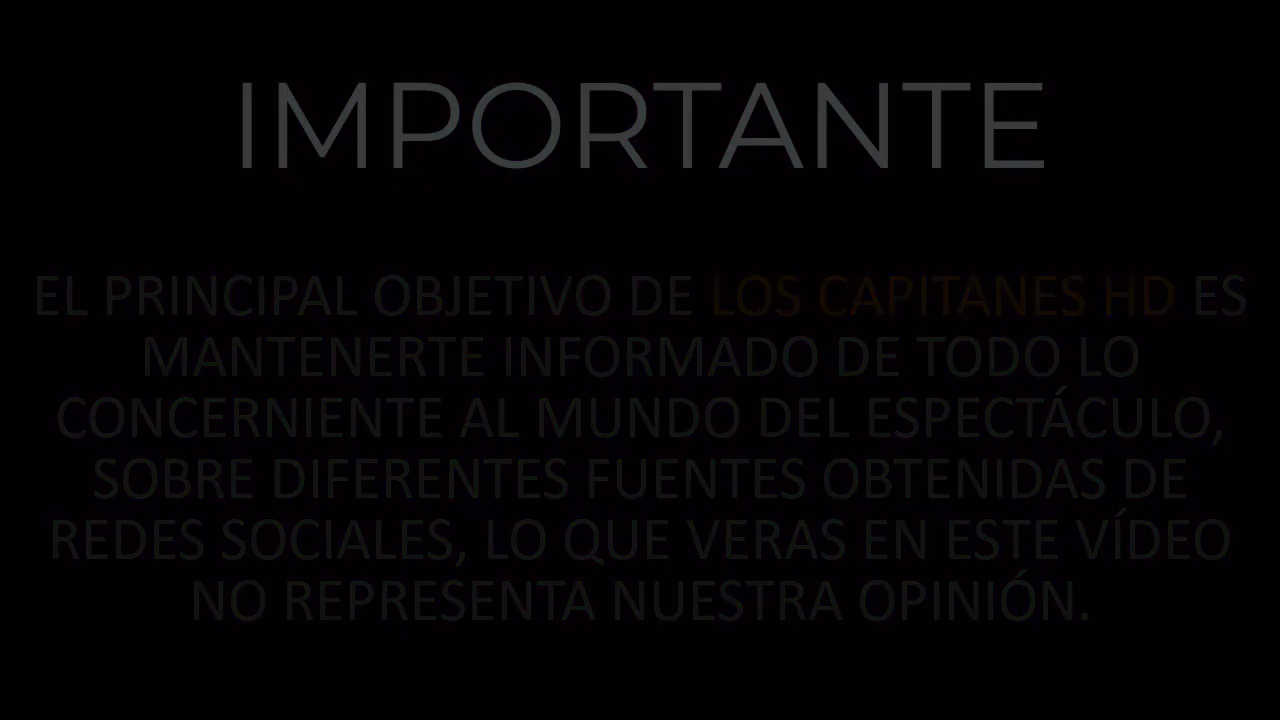 IMPORTANTE
EL PRINCIPAL OBJETIVO DE LOS CAPITANES HD ES
MANTENERTE INFORMADO DE TODO LO
CONCERNIENTE AL MUNDO DEL ESPECTÁCULO,
SOBRE DIFERENTES FUENTES OBTENIDAS DE
REDES SOCIALES, LO QUE VERAS EN ESTE VÍDEO
NO REPRESENTA NUESTRA OPINIÓN.